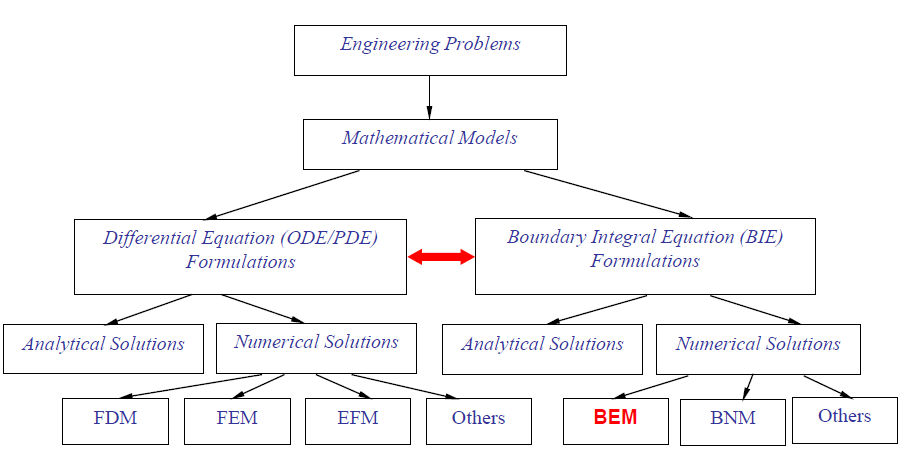 Engineering Problems
Mathematical Models
Differential Equation (ODE/PDE)
Formulations
Boundary Integral Equation (BIE)
Formulations
Analytical Solutions
Numerical Solutions
Analytical Solutions
Numerical Solutions
FDM
FEM
EFM
Others
BEM
BNM
Others